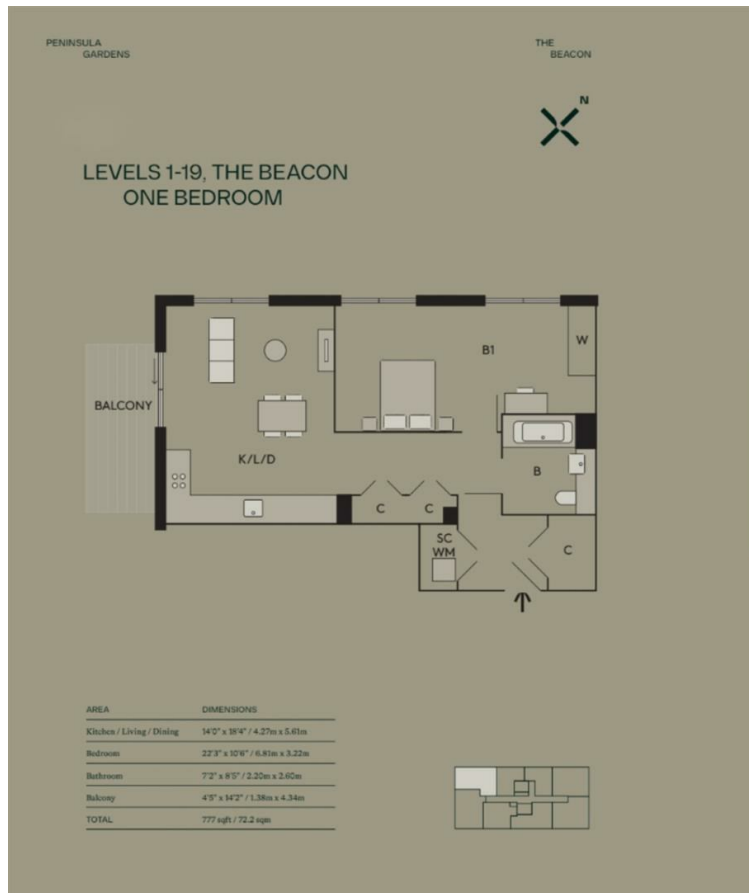 PENINSULA
GARDENS
THE
BEACON
N
LEVELS 1-19, THE BEACON
ONE BEDROOM
B1
W
BALCONY
K/L/D
B
C
C
SC
WM
C
AREA DIMENSIONS
Kitchen / Living / Dining 14'0" x 18'4" / 4.27m x 5.61m
Bedroom 22'3" x 10'6" / 6.81m x 3.22m
Bathroom 7'2" x 8'5" / 2.20m x 2.60m
Balcony 4'5" x 14'2" / 1.38m x 4.34m
TOTAL 777 sqft / 72.2 sqm